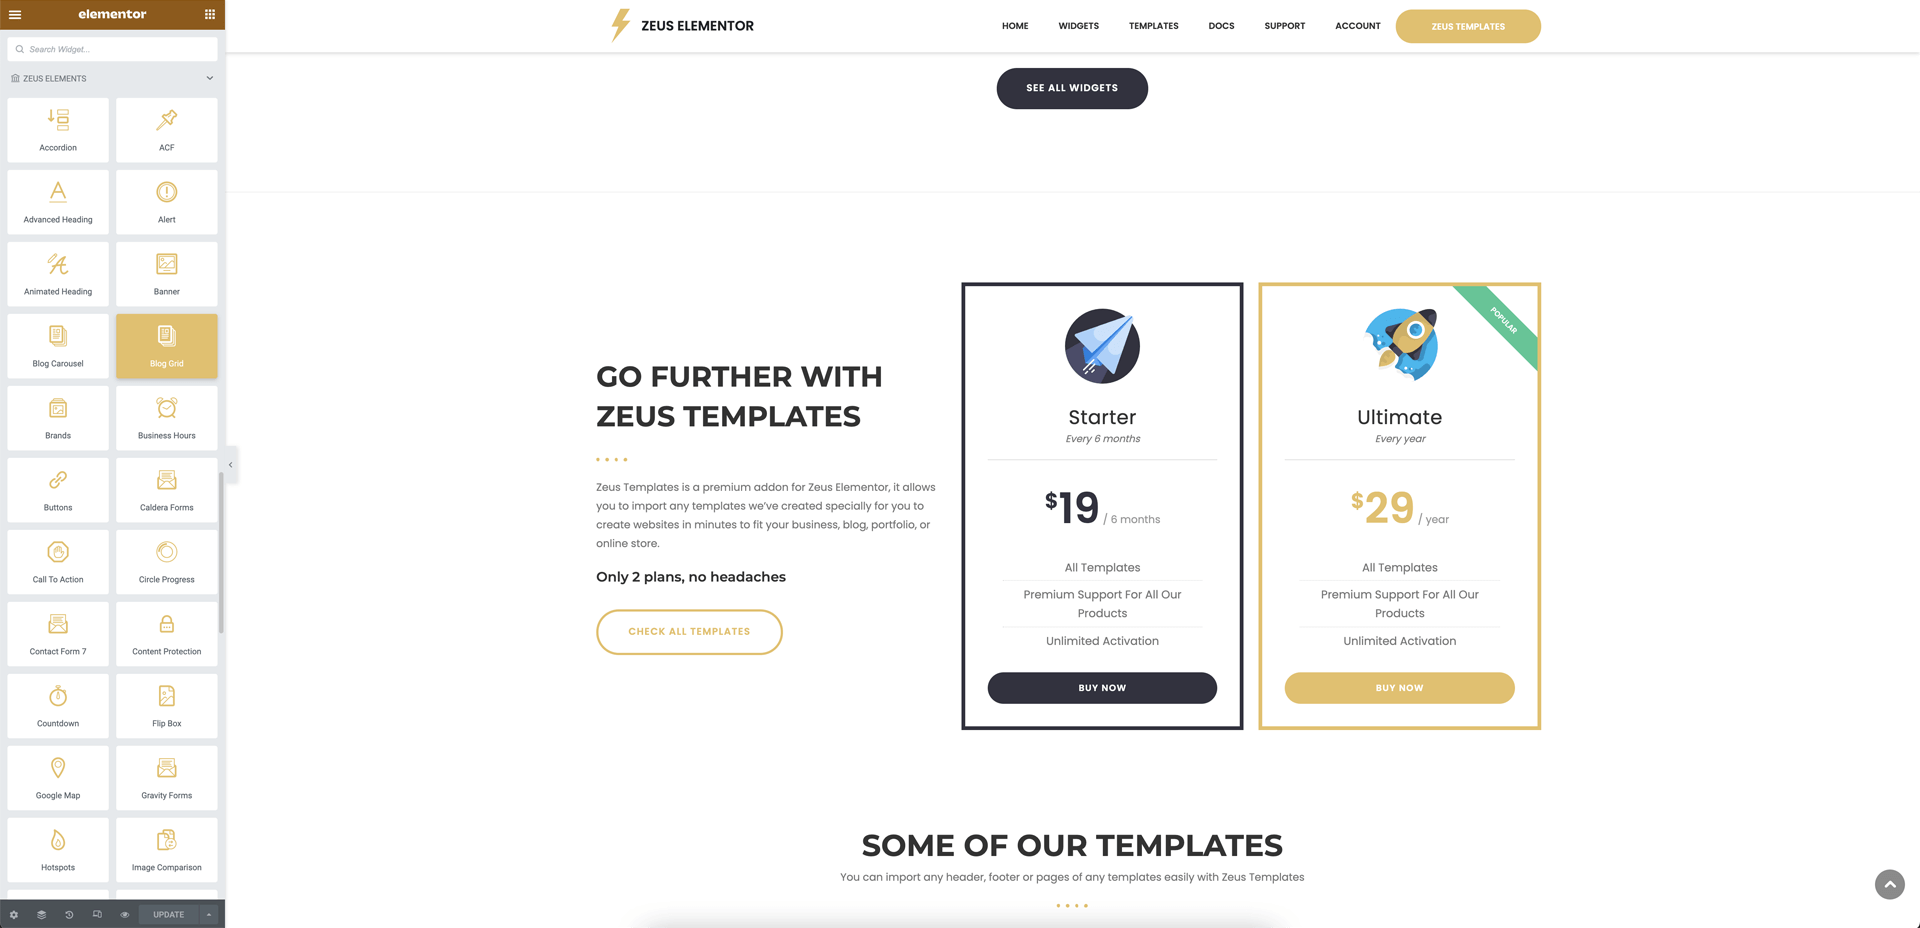 elementor
Search Widget...
ZEUS ELEMENTS
Accordion
ACF
Advanced Heading
Alert
Animated Heading
Banner
Blog Carousel
Blog Grid
Brands
Business Hours
Buttons
Caldera Forms
Call To Action
Circle Progress
Contact Form 7
Content Protection
Countdown
Flip Box
Google Map
Gravity Forms
Hotspots
Image Comparison
UPDATE
ZEUS ELEMENTOR
HOME
WIDGETS
TEMPLATES
DOCS
SUPPORT
ACCOUNT
ZEUS TEMPLATES
SEE ALL WIDGETS
GO FURTHER WITH
ZEUS TEMPLATES
Zeus Templates is a premium addon for Zeus Elementor, it allows
you to import any templates we've created specially for you to
create websites in minutes to fit your business, blog, portfolio, or
online store.
Only 2 plans, no headaches
CHECK ALL TEMPLATES
Starter
Every 6 months
$19 / 6 months
All Templates
Premium Support For All Our
Products
Unlimited Activation
BUY NOW
POPULAR
Ultimate
Every year
$29 / year
All Templates
Premium Support For All Our
Products
Unlimited Activation
BUY NOW
SOME OF OUR TEMPLATES
You can import any header, footer or pages of any templates easily with Zeus Templates